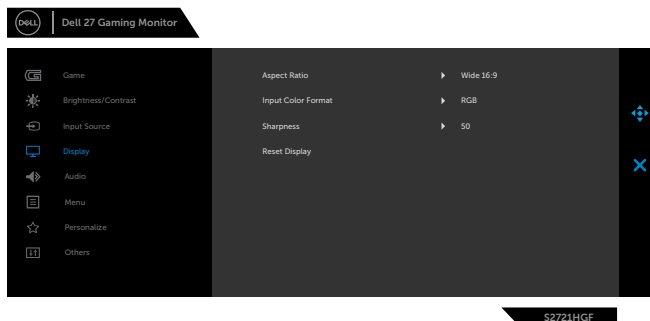 DELL Dell 27 Gaming Monitor
Game Aspect Ratio Wide 16:9
Brightness/Contrast Input Color Format RGB
Input Source Sharpness 50
Display Reset Display
Audio
Menu
Personalize
Others
S2721HGF